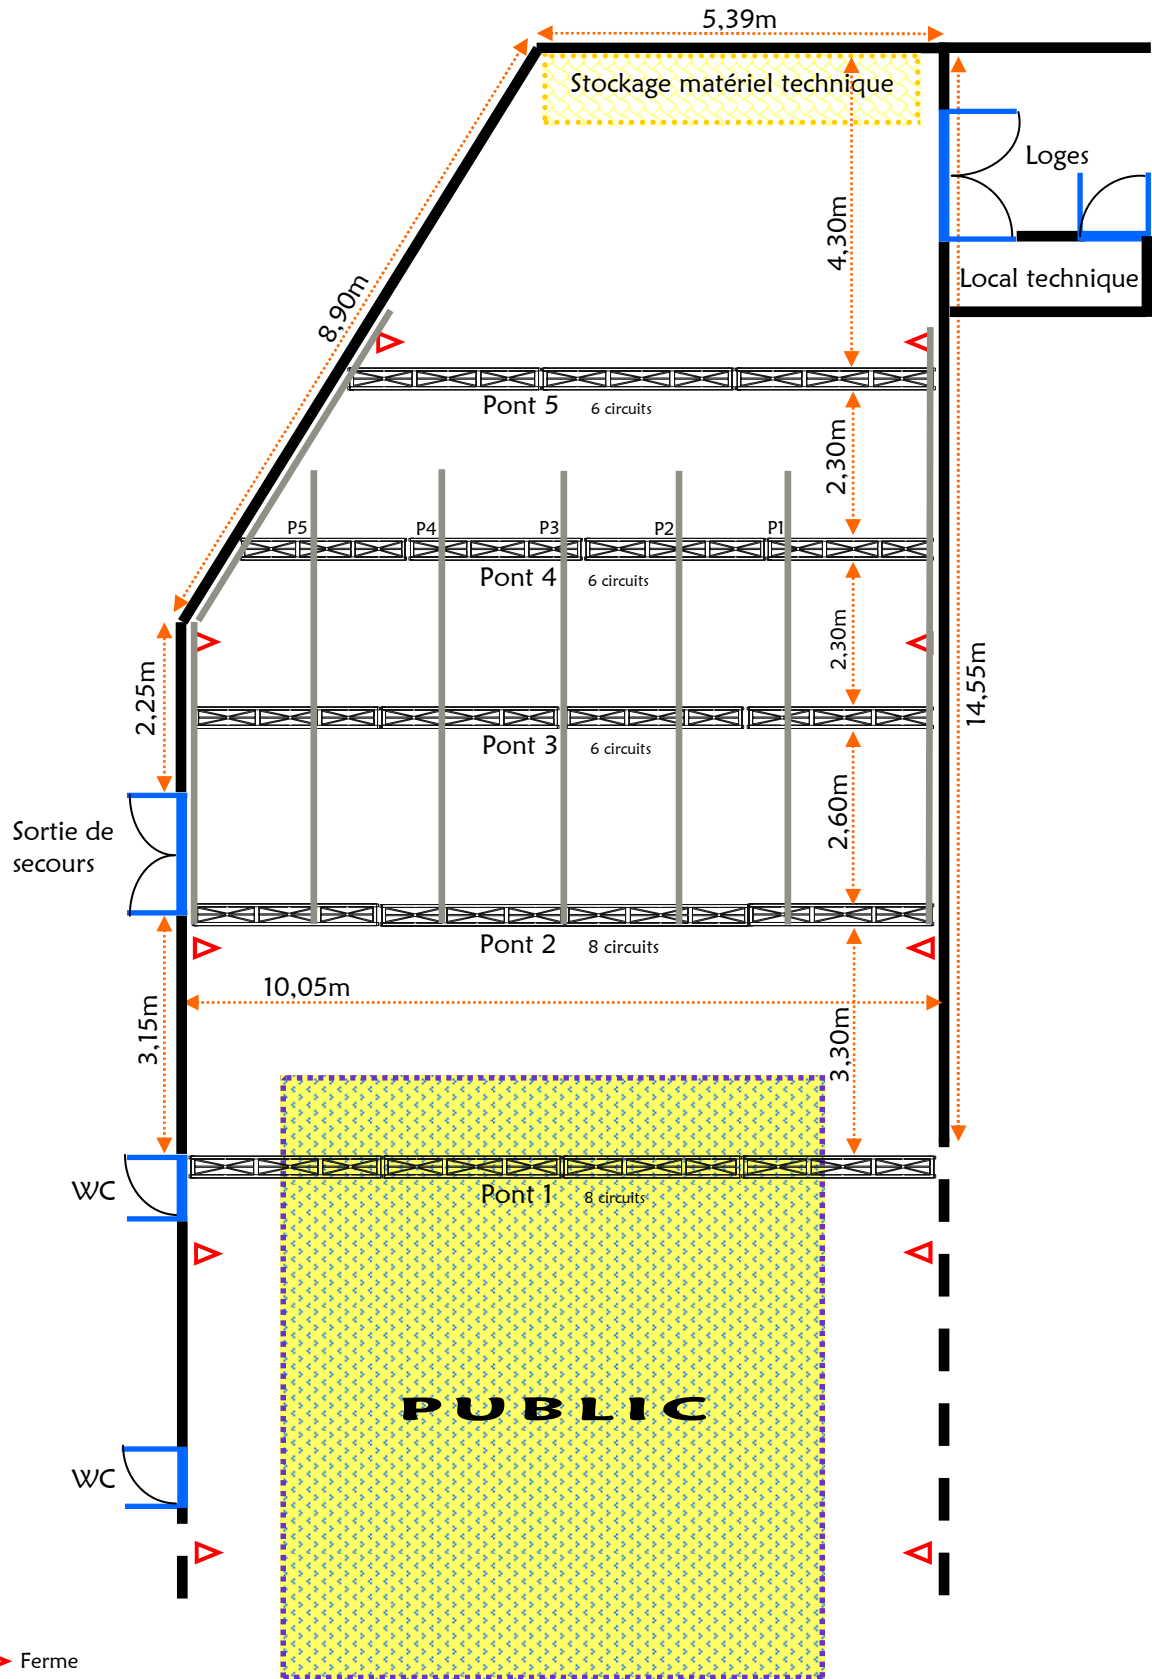 5,39m
Stockage matériel technique
Loges
4,30m
Local technique
8,90m
Pont 5 6 circuits
2,30m
P5 P4 P3 P2 P1
Pont 4 6 circuits
2,30m
2,25m
14,55m
Pont 3 6 circuits
2,60m
Sortie de
secours
Pont 2 8 circuits
10,05m
3,15m
3,30m
WC
Pont 1 8 circuits
PUBLIC
WC
Ferme